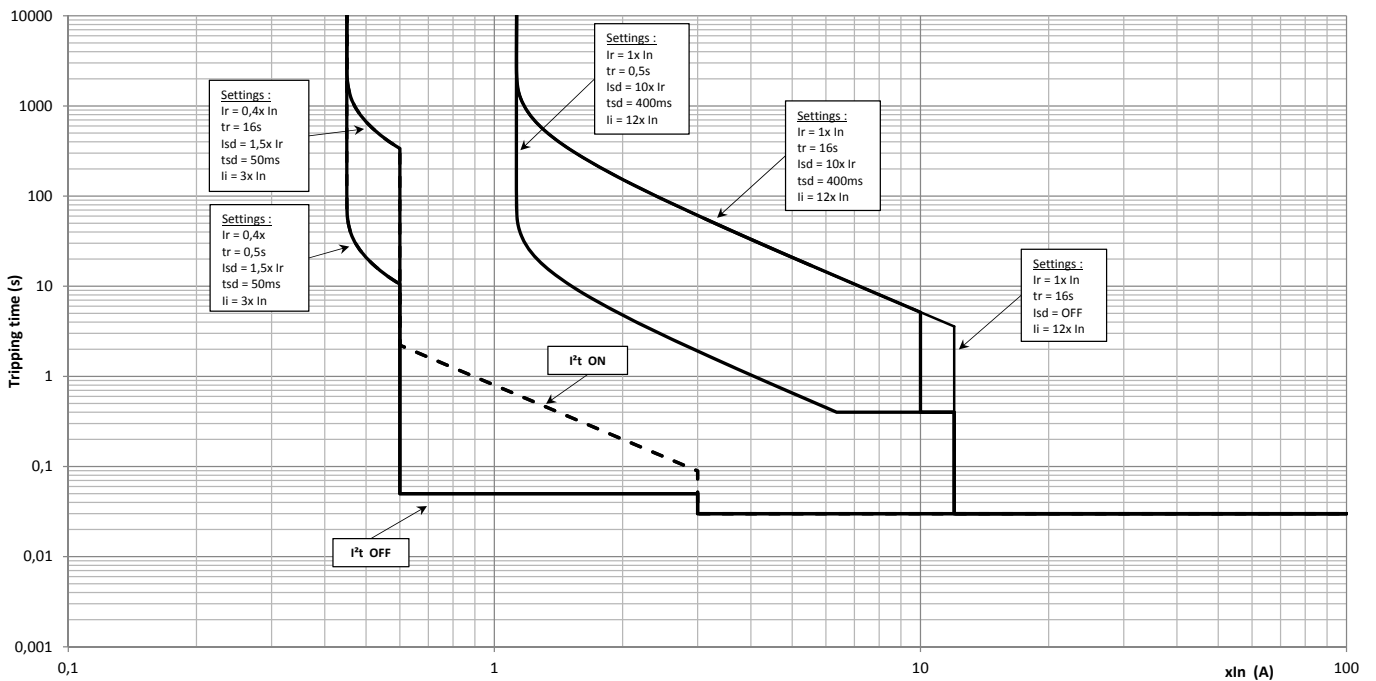 Tripping time (s)
10000
1000
100
10
1
0,1
0,01
0,001
Settings :
Ir = 0,4x In
tr = 16s
Isd = 1,5x Ir
tsd = 50ms
Ii = 3x In
Settings :
Ir = 0,4x
tr = 0,5s
Isd = 1,5x Ir
tsd = 50ms
Ii = 3x In
Settings :
Ir = 1x In
tr = 0,5s
Isd = 10x Ir
tsd = 400ms
Ii = 12x In
Settings :
Ir = 1x In
tr = 16s
Isd = 10x Ir
tsd = 400ms
Ii = 12x In
Settings :
Ir = 1x In
tr = 16s
Isd = OFF
Ii = 12x In
I²t ON
I²t OFF
0,1
1
10
100
xIn (A)